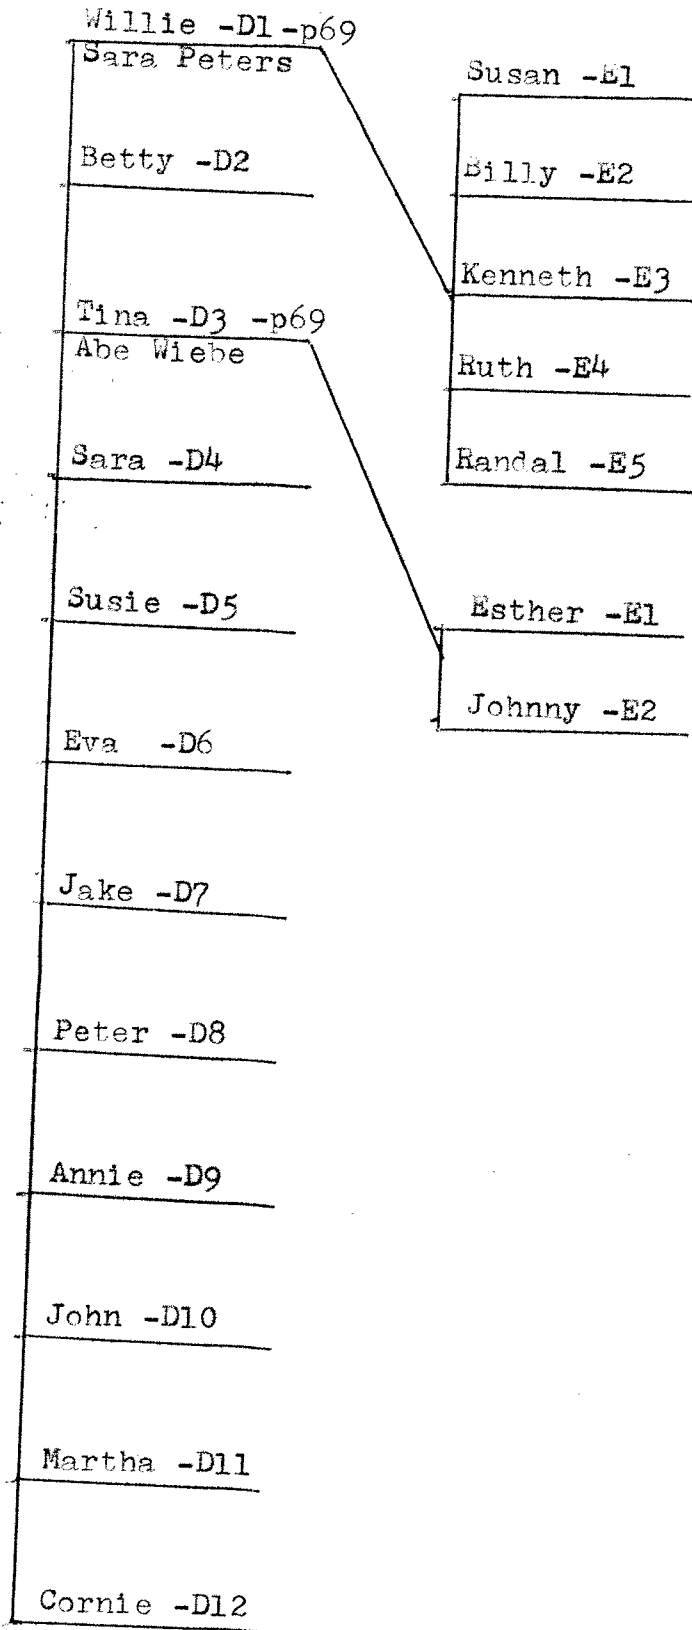 Willie -D1 -p69
Sara Peters
Betty -D2
Tina -D3 -p69
Abe Wiebe
Sara -D4
Susie -D5
Eva -D6
Jake -D7
Peter -D8
Annie -D9
John -D10
Martha -D11
Cornie -D12
Susan -E1
Billy -E2
Kenneth -E3
Ruth -E4
Randal -E5
Esther -E1
Johnny -E2